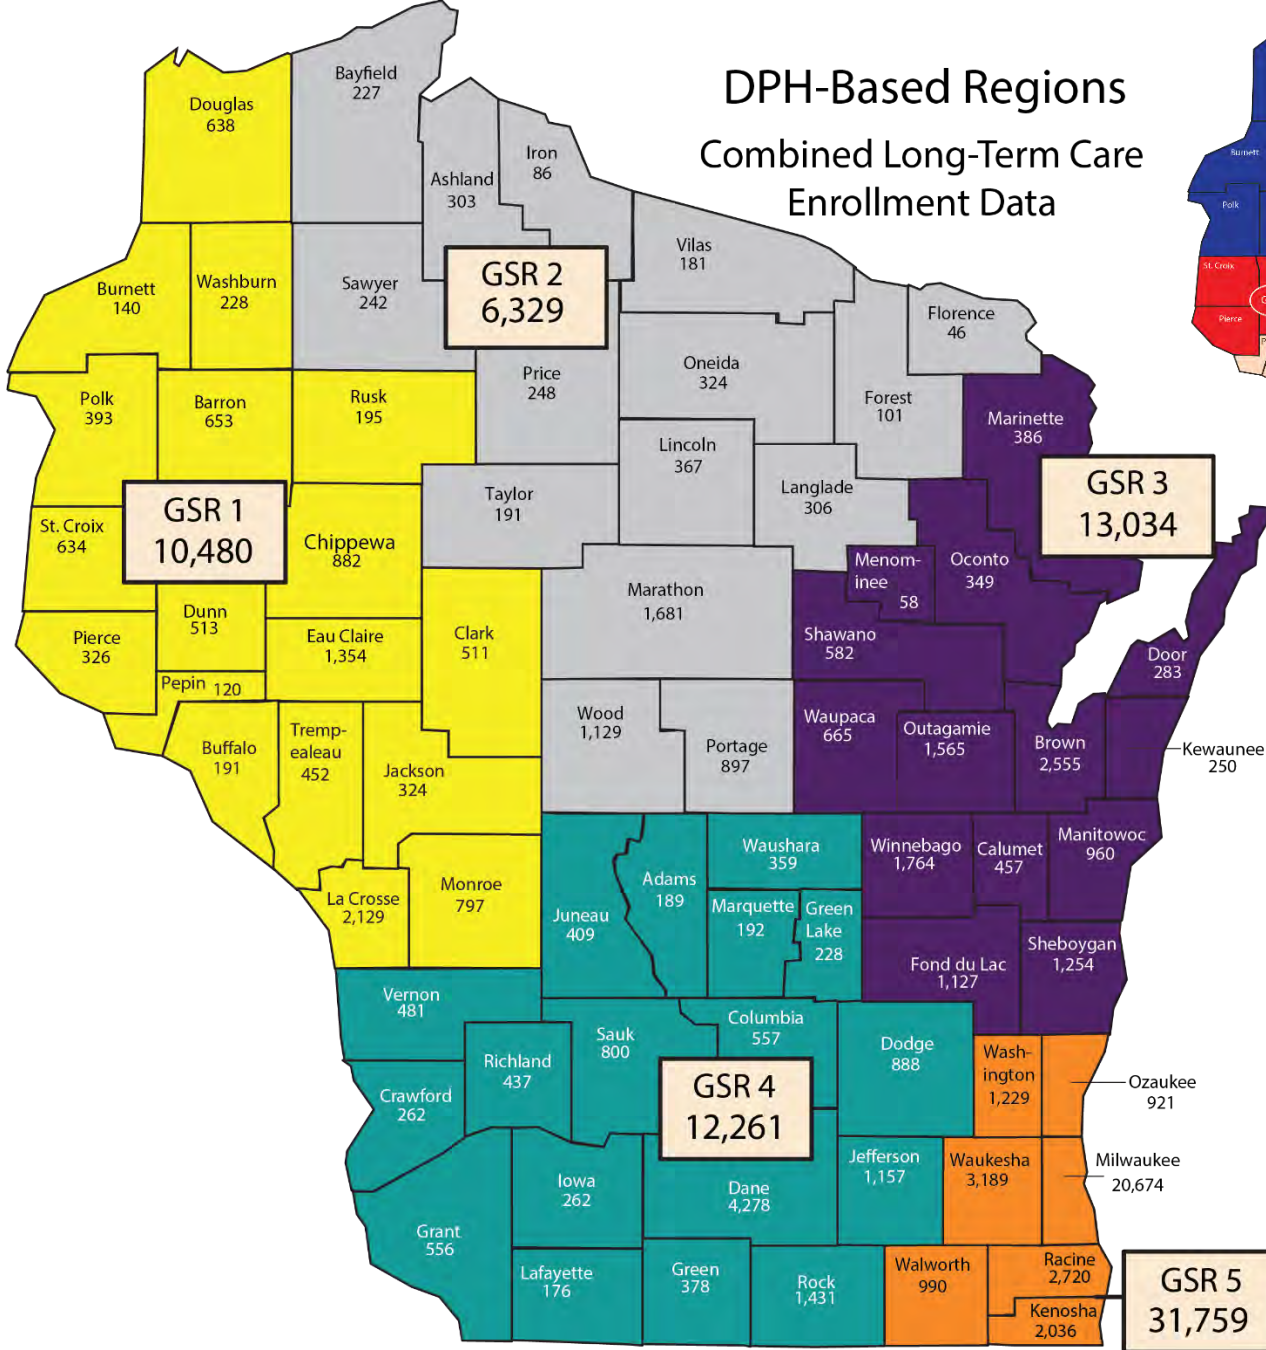 DPH-Based Regions
Combined Long-Term Care
Enrollment Data
Bayfield
227
Douglas
638
Iron
86
Ashland
303
Vilas
181
GSR 2
6,329
Washburn
228
Burnett
140
Sawyer
242
Florence
46
Price
248
Oneida
324
Forest
101
Polk
393
Barron
653
Rusk
195
Marinette
386
Lincoln
367
Langlade
306
Taylor
191
GSR 3
13,034
GSR 1
10,480
St. Croix
634
Chippewa
882
Menom-
inee
58
Oconto
349
Marathon
1,681
Dunn
513
Pierce
326
Eau Claire
1,354
Clark
511
Shawano
582
Door
283
Pepin 120
Buffalo
191
Tremp-
ealeau
452
Jackson
324
Wood
1,129
Portage
897
Waupaca
665
Outagamie
1,565
Brown
2,555
Kewaunee
250
Waushara
359
Winnebago
1,764
Calumet
457
Manitowoc
960
La Crosse
2,129
Monroe
797
Juneau
409
Adams
189
Marquette
192
Green
Lake
228
Fond du Lac
1,127
Sheboygan
1,254
Vernon
481
Richland
437
Sauk
800
Columbia
557
Dodge
888
Wash-
ington
1,229
Ozaukee
921
Crawford
262
GSR 4
12,261
Iowa
262
Dane
4,278
Jefferson
1,157
Waukesha
3,189
Milwaukee
20,674
Grant
556
Lafayette
176
Green
378
Rock
1,431
Walworth
990
Racine
2,720
Kenosha
2,036
GSR 5
31,759
Burnett
Polk
St. Croix
Pierce